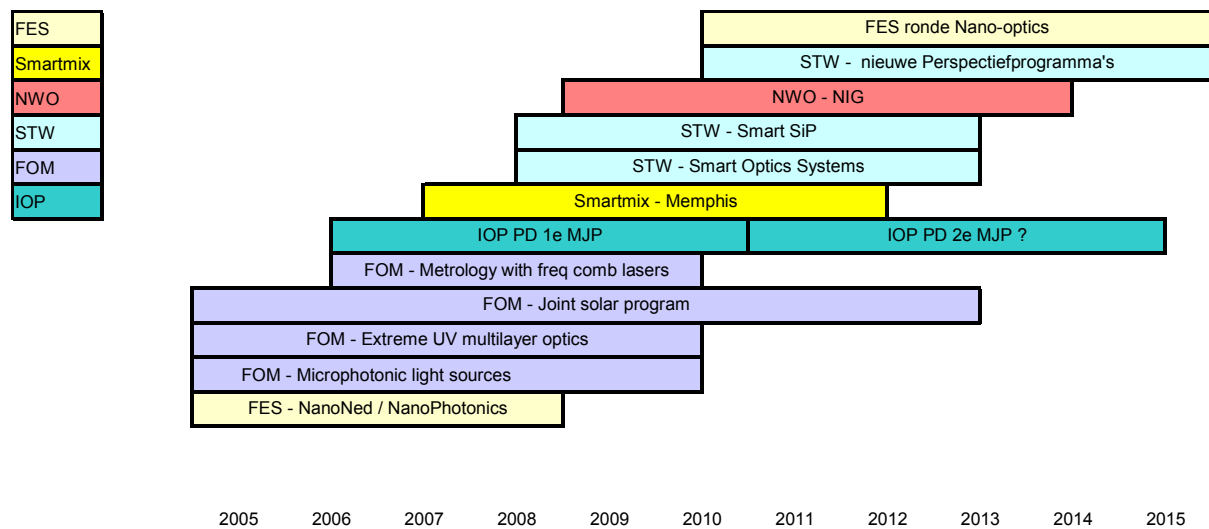 FES
Smartmix
NWO
STW
FOM
IOP
FES ronde Nano-optics
STW - nieuwe Perspectiefprogramma's
NWO - NIG
STW - Smart SiP
STW - Smart Optics Systems
Smartmix - Memphis
IOP PD 1e MJP
IOP PD 2e MJP ?
FOM - Metrology with freq comb lasers
FOM - Joint solar program
FOM - Extreme UV multilayer optics
FOM - Microphotonic light sources
FES - NanoNed / NanoPhotonics
2005 2006 2007 2008 2009 2010 2011 2012 2013 2014 2015